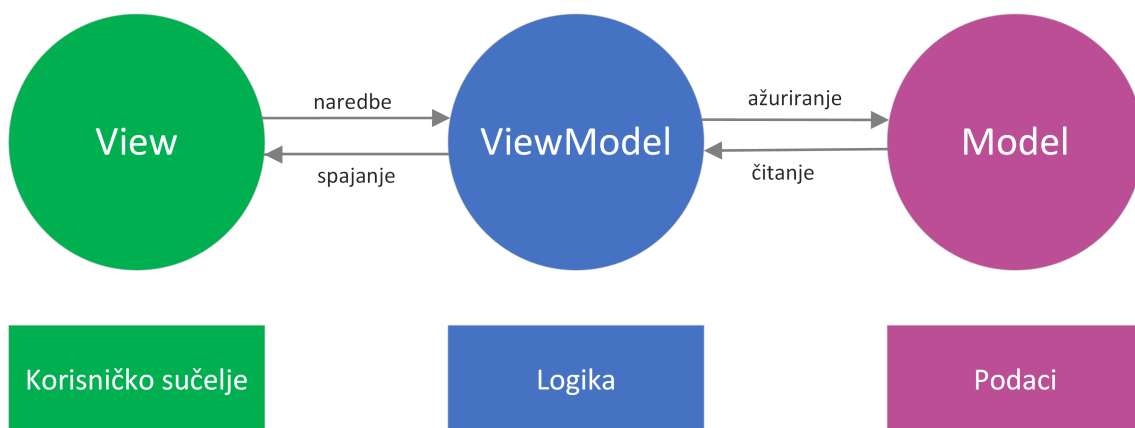 naredbe
ažuriranje
View
ViewModel
Model
spajanje
čitanje
Korisničko sučelje
Logika
Podaci